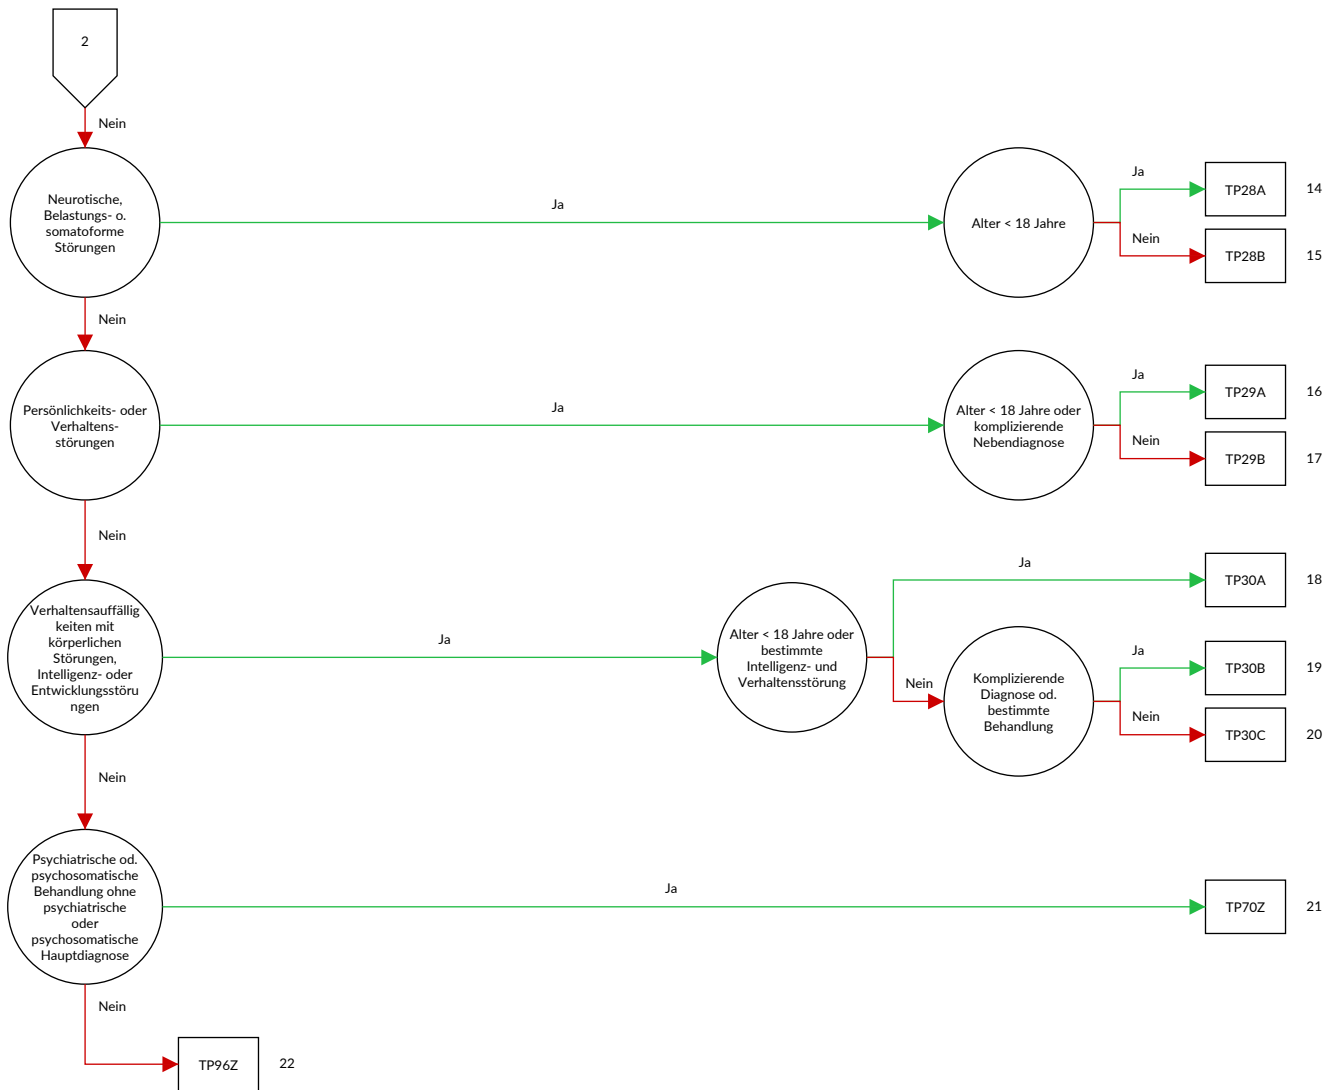 2
Nein
Neurotische,
Belastungs- o.
somatoforme
Störungen
Ja
Alter < 18 Jahre
Ja
TP28A
14
Nein
TP28B
15
Nein
Persönlichkeits- oder
Verhaltens-
störungen
Ja
Alter < 18 Jahre oder
komplizierende
Nebendiagnose
Ja
TP29A
16
Nein
TP29B
17
Nein
Verhaltensauffällig
keiten mit
körperlichen
Störungen,
Intelligenz- oder
Entwicklungsstöru
ngen
Ja
Alter < 18 Jahre oder
bestimmte
Intelligenz- und
Verhaltensstörung
Ja
TP30A
18
Nein
Komplizierende
Diagnose od.
bestimmte
Behandlung
Ja
TP30B
19
Nein
TP30C
20
Nein
Psychiatrische od.
psychosomatische
Behandlung ohne
psychiatrische
oder
psychosomatische
Hauptdiagnose
Ja
TP70Z
21
Nein
TP96Z
22